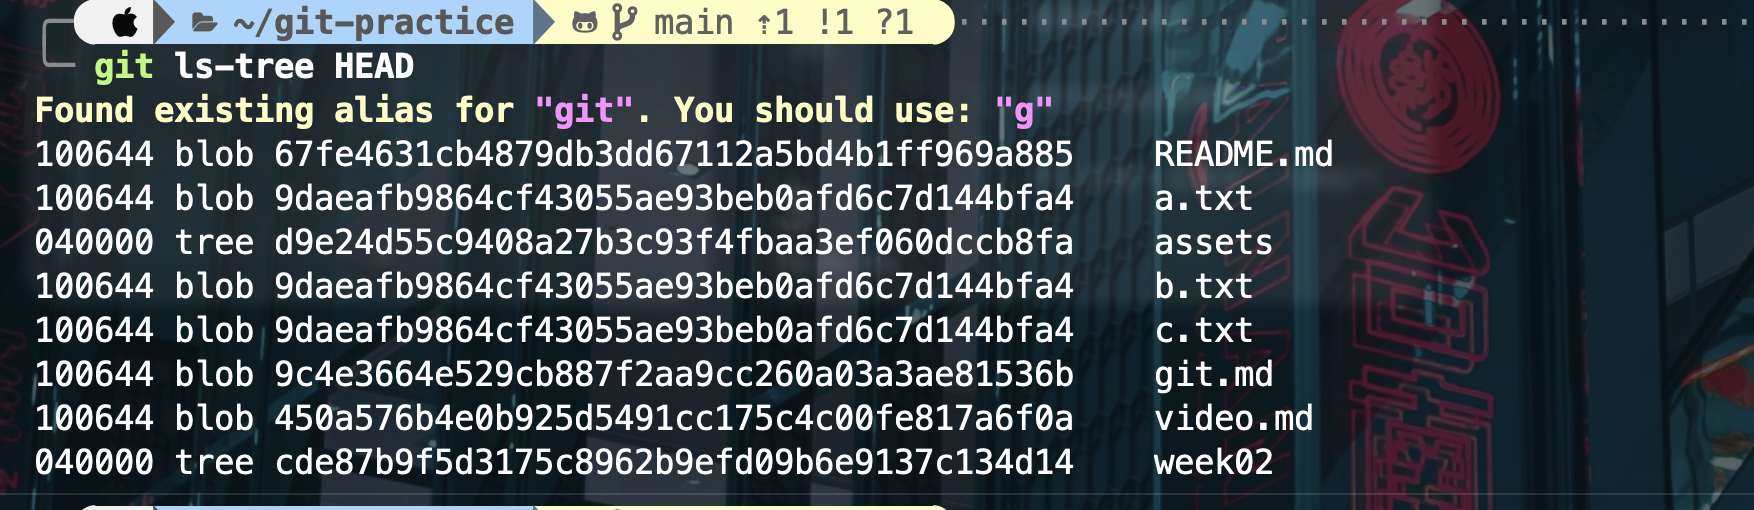 ~/git-practice main ⇡1 !1 ?1
git ls-tree HEAD
Found existing alias for "git". You should use: "g"
100644 blob 67fe4631cb4879db3dd67112a5bd4b1ff969a885 README.md
100644 blob 9daeafb9864cf43055ae93beb0afd6c7d144bfa4 a.txt
040000 tree d9e24d55c9408a27b3c93f4fbaa3ef060dccb8fa assets
100644 blob 9daeafb9864cf43055ae93beb0afd6c7d144bfa4 b.txt
100644 blob 9daeafb9864cf43055ae93beb0afd6c7d144bfa4 c.txt
100644 blob 9c4e3664e529cb887f2aa9cc260a03a3ae81536b git.md
100644 blob 450a576b4e0b925d5491cc175c4c00fe817a6f0a video.md
040000 tree cde87b9f5d3175c8962b9efd09b6e9137c134d14 week02